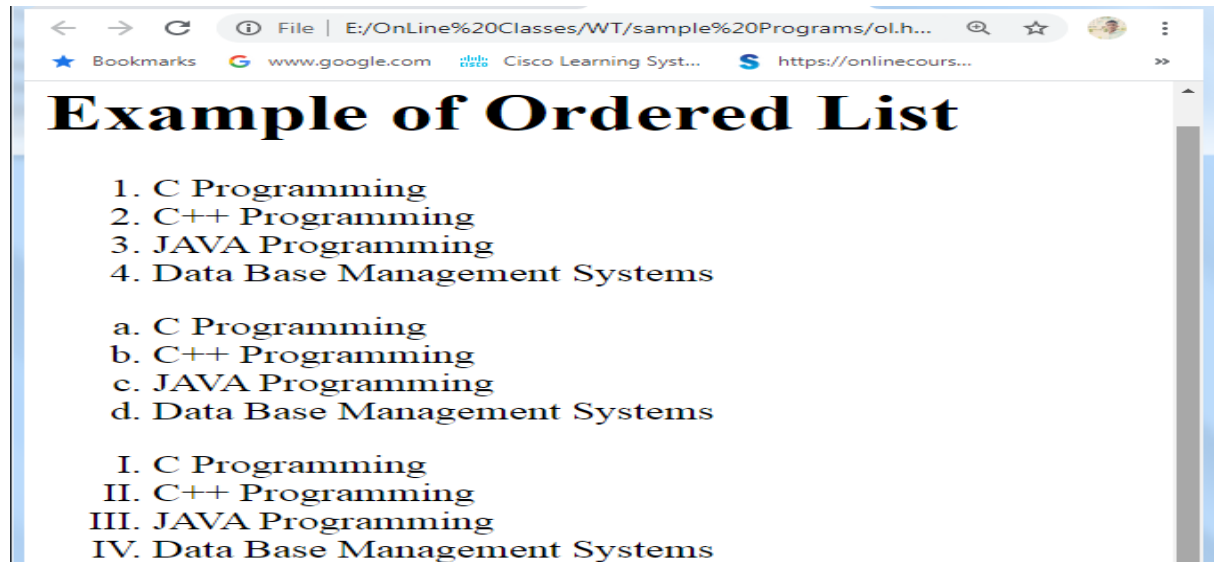 File | E:/OnLine%20Classes/WT/sample%20Programs/ol.h...
Bookmarks G www.google.com cisco Cisco Learning Syst... S https://onlinecours... »
Example of Ordered List
1. C Programming
2. C++ Programming
3. JAVA Programming
4. Data Base Management Systems
a. C Programming
b. C++ Programming
c. JAVA Programming
d. Data Base Management Systems
I. C Programming
II. C++ Programming
III. JAVA Programming
IV. Data Base Management Systems